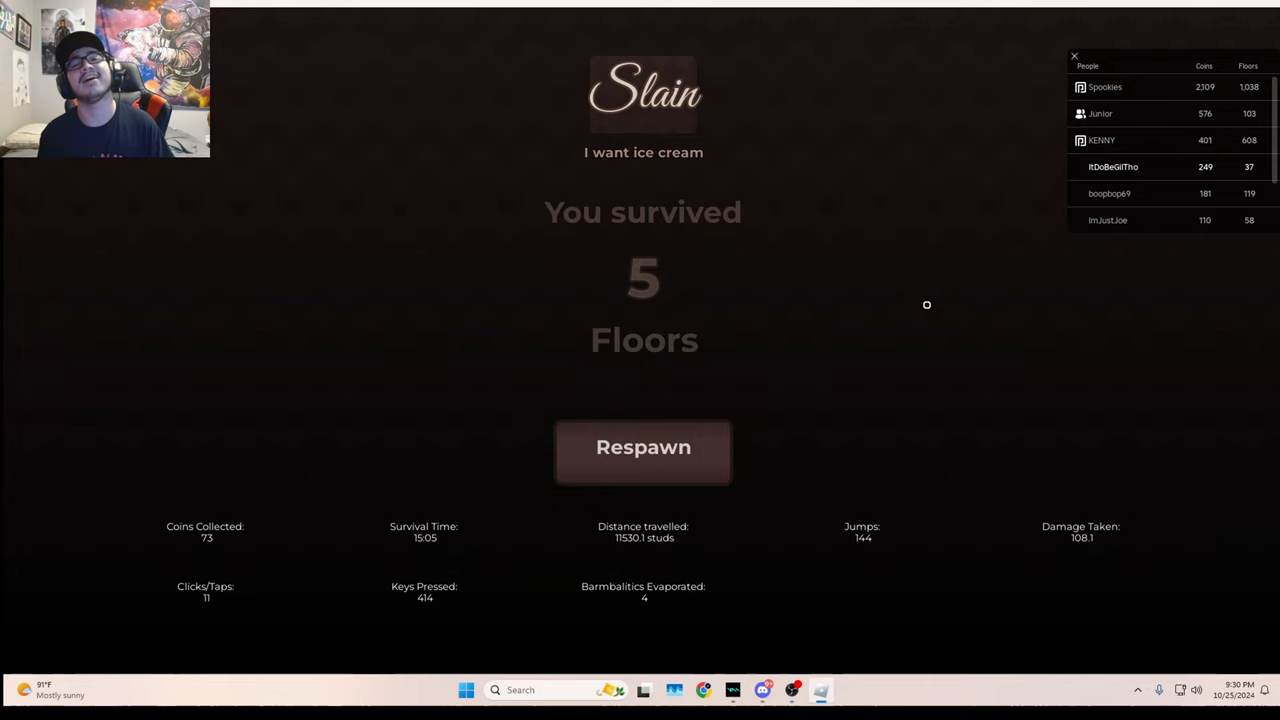 Slain
I want ice cream
You survived
5
Floors
Respawn
Coins Collected:
73
Survival Time:
15:05
Distance travelled:
11530.1 studs
Jumps:
144
Damage Taken:
108.1
Clicks/Taps:
11
Keys Pressed:
414
Barmbalitics Evaporated:
4
People Coins Floors
Spookies 2,109 1,038
Junior 576 103
KENNY 401 608
ItDoBeGilTho 249 37
boopbop69 181 119
ImJustJoe 110 58
91°F
Mostly sunny
Search
9:30 PM
10/25/2024